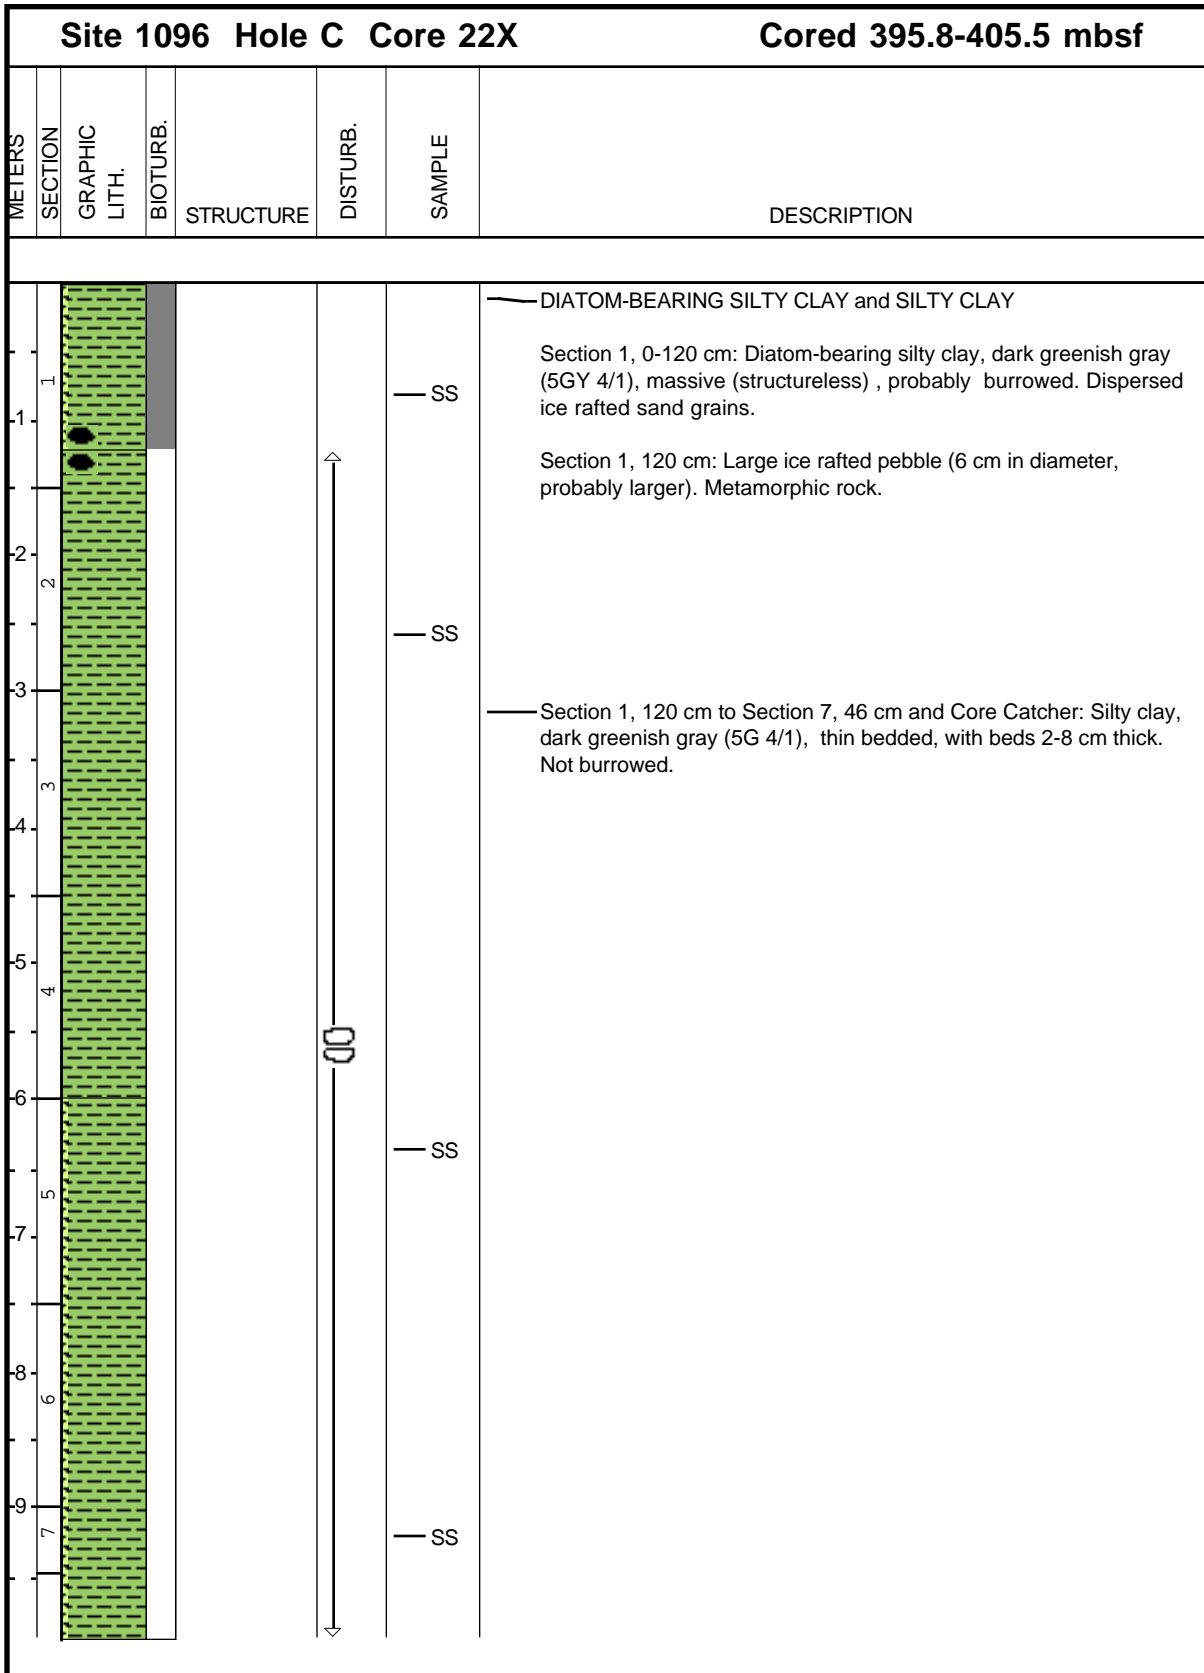 Site 1096 Hole C Core 22X Cored 395.8-405.5 mbsf
METERS
SECTION
GRAPHIC
LITH.
BIOTURB.
STRUCTURE
DISTURB.
SAMPLE
DESCRIPTION
DIATOM-BEARING SILTY CLAY and SILTY CLAY
Section 1, 0-120 cm: Diatom-bearing silty clay, dark greenish gray
(5GY 4/1), massive (structureless) , probably burrowed. Dispersed
ice rafted sand grains.
Section 1, 120 cm: Large ice rafted pebble (6 cm in diameter,
probably larger). Metamorphic rock.
Section 1, 120 cm to Section 7, 46 cm and Core Catcher: Silty clay,
dark greenish gray (5G 4/1), thin bedded, with beds 2-8 cm thick.
Not burrowed.
1
2
3
4
5
6
7
8
9
1
2
3
4
5
6
7
SS
SS
SS
SS